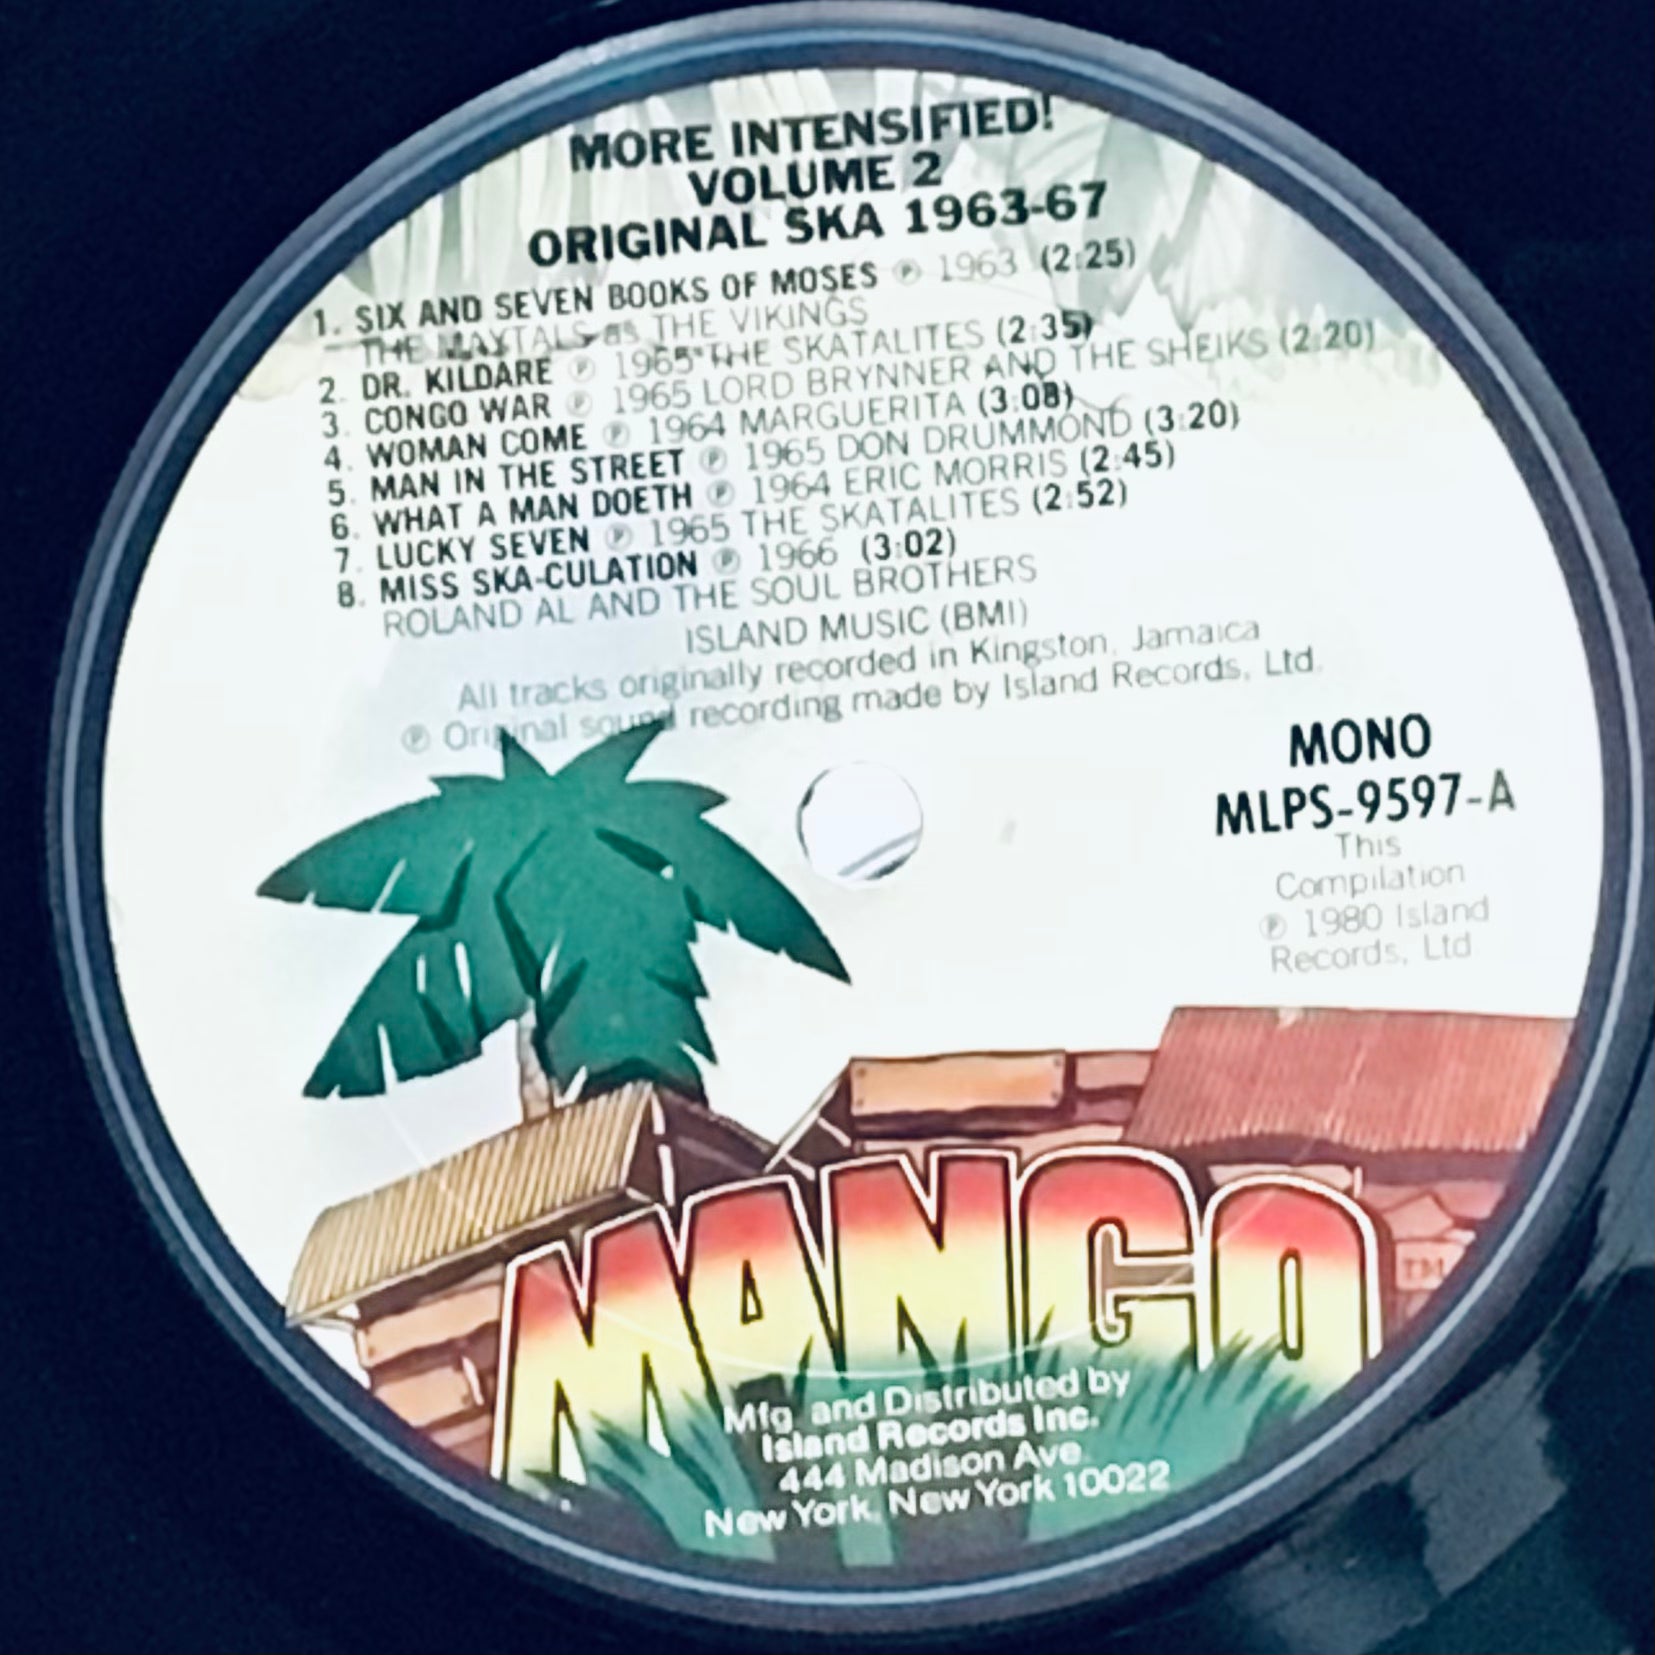 MORE INTENSIFIED!
VOLUME 2
ORIGINAL SKA 1963-67
1. SIX AND SEVEN BOOKS OF MOSES ℗ 1963 (2:25)
THE MAYTALS as THE VIKINGS
2. DR. KILDARE ℗ 1965 THE SKATALITES (2:35)
3. CONGO WAR ℗ 1965 LORD BRYNNER AND THE SHEIKS (2:20)
4. WOMAN COME ℗ 1964 MARGUERITA (3:08)
5. MAN IN THE STREET ℗ 1965 DON DRUMMOND (3:20)
6. WHAT A MAN DOETH ℗ 1964 ERIC MORRIS (2:45)
7. LUCKY SEVEN ℗ 1965 THE SKATALITES (2:52)
8. MISS SKA-CULATION ℗ 1966 (3:02)
ROLAND AL AND THE SOUL BROTHERS
ISLAND MUSIC (BMI)
All tracks originally recorded in Kingston, Jamaica
℗ Original sound recording made by Island Records, Ltd.
MONO
MLPS-9597-A
This
Compilation
℗ 1980 Island
Records, Ltd
MANGO
TM
Mfg. and Distributed by
Island Records Inc.
444 Madison Ave.
New York, New York 10022